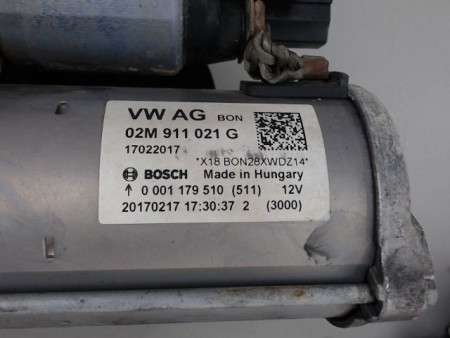 VW AG BON
02M 911 021 G
17022017
*X18 BON28XWDZ14*
BOSCH Made in Hungary
↑ 0 001 179 510 (511) 12V
20170217 17:30:37 2 (3000)